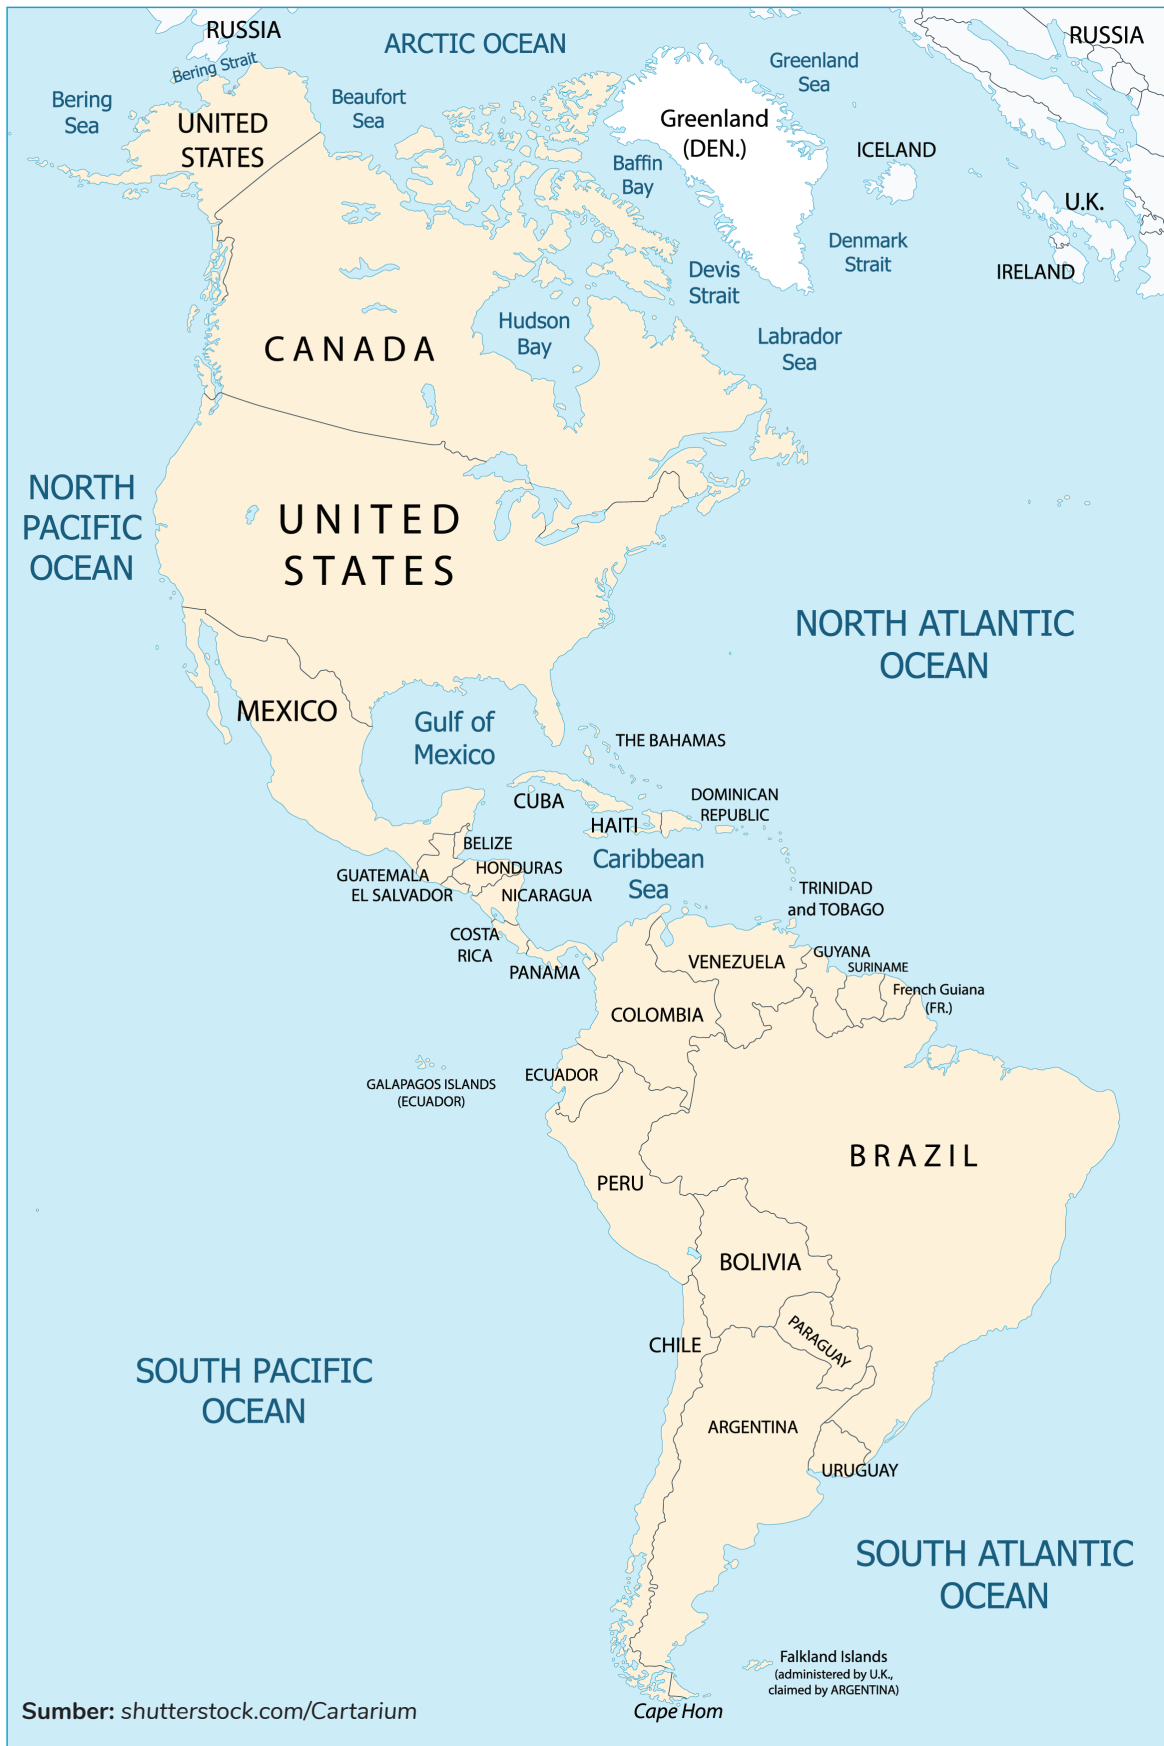 RUSSIA
ARCTIC OCEAN
Greenland
Sea
RUSSIA
Bering Strait
Bering
Sea
Beaufort
Sea
UNITED
STATES
Greenland
(DEN.)
ICELAND
Baffin
Bay
U.K.
Denmark
Strait
IRELAND
Devis
Strait
Hudson
Bay
Labrador
Sea
CANADA
NORTH
PACIFIC
OCEAN
UNITED
STATES
NORTH ATLANTIC
OCEAN
MEXICO
Gulf of
Mexico
THE BAHAMAS
CUBA
DOMINICAN
REPUBLIC
HAITI
BELIZE
Caribbean
Sea
HONDURAS
GUATEMALA
EL SALVADOR
NICARAGUA
TRINIDAD
and TOBAGO
COSTA
RICA
PANAMA
VENEZUELA
GUYANA
SURINAME
French Guiana
(FR.)
COLOMBIA
ECUADOR
GALAPAGOS ISLANDS
(ECUADOR)
BRAZIL
PERU
BOLIVIA
PARAGUAY
CHILE
SOUTH PACIFIC
OCEAN
ARGENTINA
URUGUAY
SOUTH ATLANTIC
OCEAN
Falkland Islands
(administered by U.K.,
claimed by ARGENTINA)
Cape Hom
Sumber: shutterstock.com/Cartarium